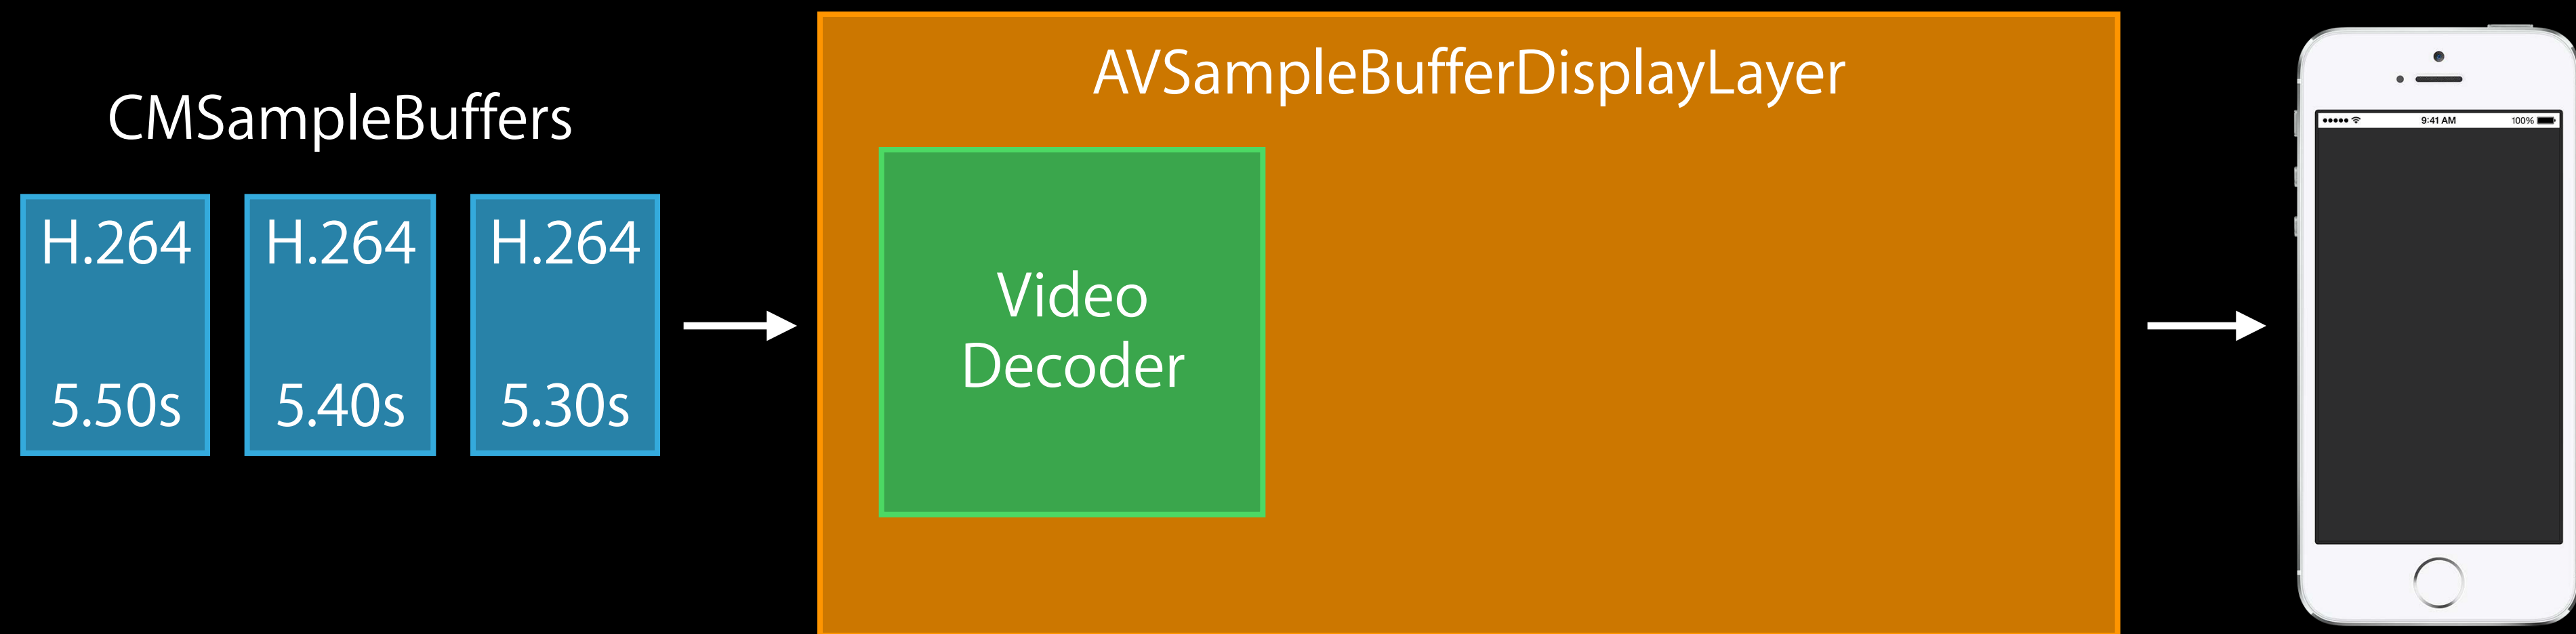 CMSampleBuffers
H.264
5.50s
H.264
5.40s
H.264
5.30s
AVSampleBufferDisplayLayer
Video
Decoder
9:41 AM
100%